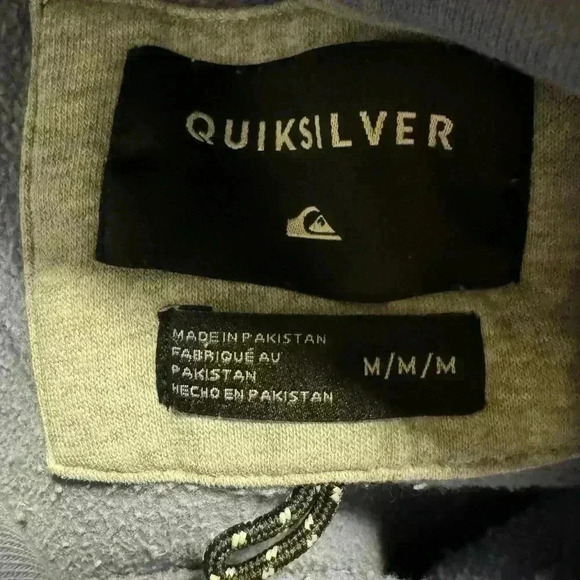 QUIKSILVER
MADE IN PAKISTAN
FABRIQUÉ AU
PAKISTAN
HECHO EN PAKISTAN
M/M/M